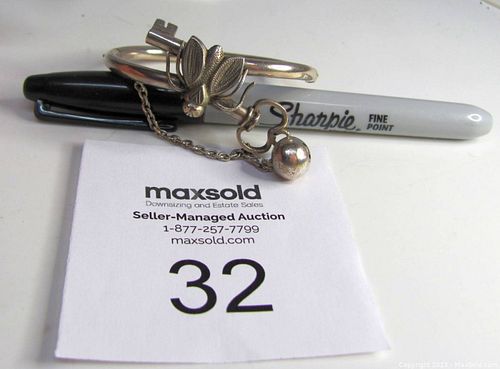 Sharpie. FINE
POINT
maxsold
Downsizing and Estate Sales
Seller-Managed Auction
1-877-257-7799
maxsold.com
32